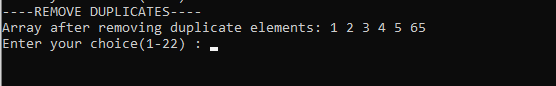 ----REMOVE DUPLICATES----
Array after removing duplicate elements: 1 2 3 4 5 65
Enter your choice(1-22) : _